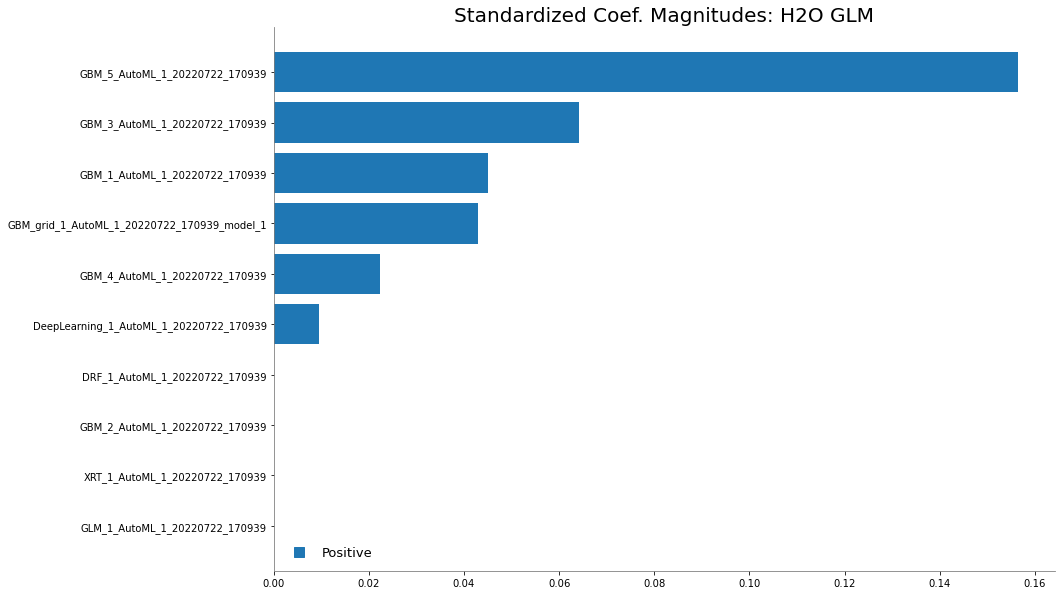 Standardized Coef. Magnitudes: H2O GLM
GBM_5_AutoML_1_20220722_170939
GBM_3_AutoML_1_20220722_170939
GBM_1_AutoML_1_20220722_170939
GBM_grid_1_AutoML_1_20220722_170939_model_1
GBM_4_AutoML_1_20220722_170939
DeepLearning_1_AutoML_1_20220722_170939
DRF_1_AutoML_1_20220722_170939
GBM_2_AutoML_1_20220722_170939
XRT_1_AutoML_1_20220722_170939
GLM_1_AutoML_1_20220722_170939
Positive
0.00 0.02 0.04 0.06 0.08 0.10 0.12 0.14 0.16